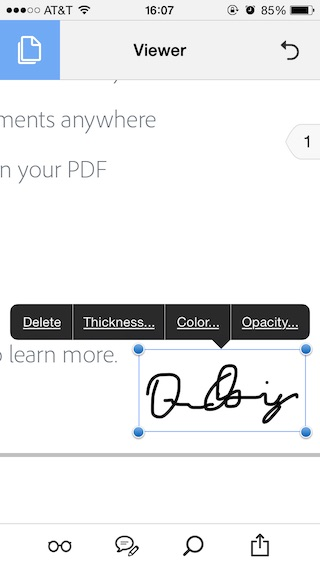 AT&T 16:07 85%
Viewer
ments anywhere
1
n your PDF
Delete Thickness... Color... Opacity...
o learn more.